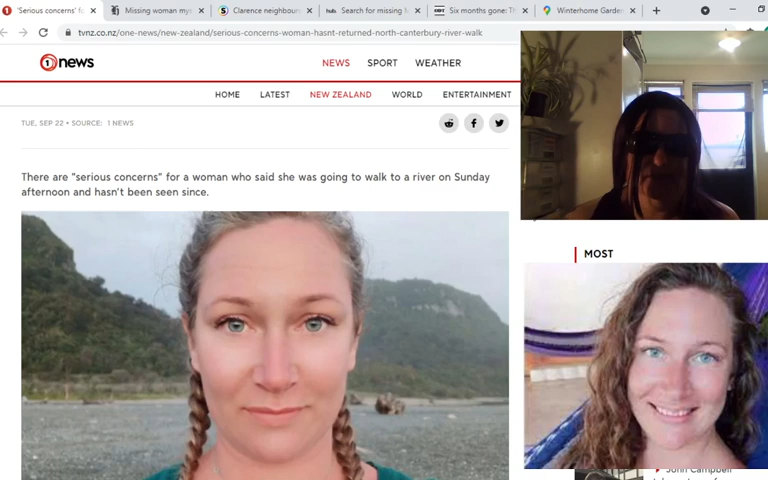 'Serious concerns' f
Missing woman mys
Clarence neighbour
Search for missing f
Six months gone: Th
Winterhome Garde
tvnz.co.nz/one-news/new-zealand/serious-concerns-woman-hasnt-returned-north-canterbury-river-walk
1 news
NEWS SPORT WEATHER
HOME LATEST NEW ZEALAND WORLD ENTERTAINMENT
TUE, SEP 22 • SOURCE: 1 NEWS
There are "serious concerns" for a woman who said she was going to walk to a river on Sunday
afternoon and hasn't been seen since.
MOST
John Campbell